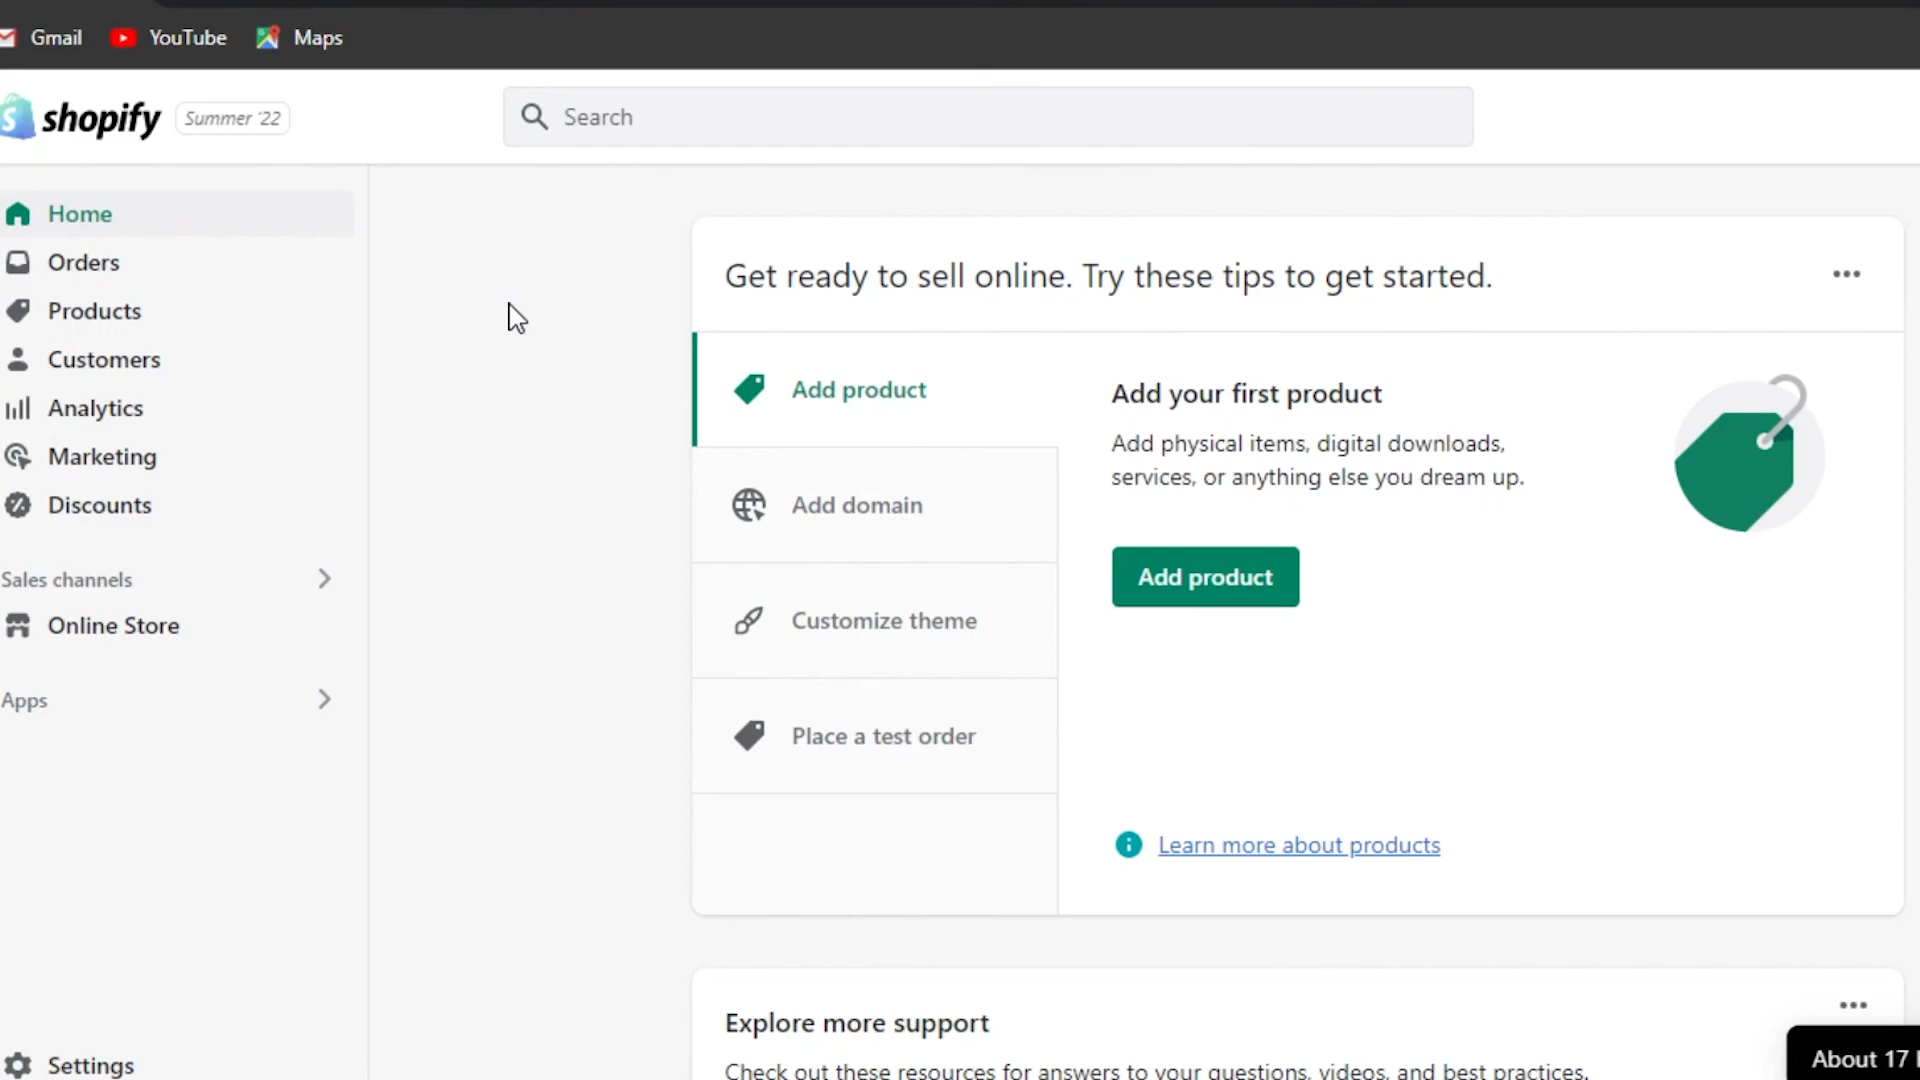 Gmail
YouTube
Maps
shopify
Summer '22
Search
Home
Orders
Products
Customers
Analytics
Marketing
Discounts
Sales channels
Online Store
Apps
Settings
Get ready to sell online. Try these tips to get started.
Add product
Add domain
Customize theme
Place a test order
Add your first product
Add physical items, digital downloads,
services, or anything else you dream up.
Add product
Learn more about products
Explore more support
Check out these resources for answers to your questions, videos, and best practices.
About 17